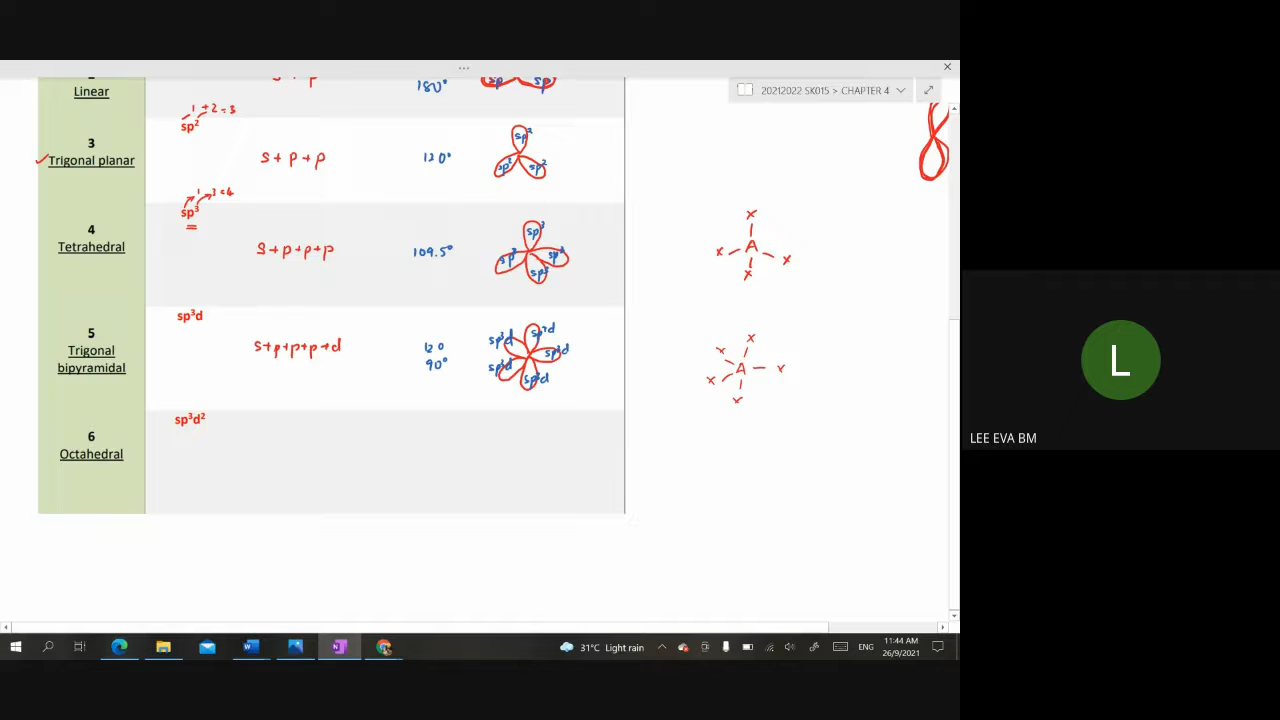 20212022 SK015 > CHAPTER 4
Linear
S + p
180°
sp
sp
1 + 2 = 3
sp²
3
✓Trigonal planar
S + p + p
120°
sp²
sp²
sp²
1 3 = 4
sp³
4
Tetrahedral
S + p + p + p
109.5°
sp³
sp³
sp³
sp³
x
A
x
x
x
sp³d
5
Trigonal
bipyramidal
S+p+p+p+d
120
90°
sp³d
sp³d
sp³d
sp³d
sp³d
x
x
A
x
x
x
sp³d²
6
Octahedral
L
LEE EVA BM
31°C Light rain
ENG
11:44 AM
26/9/2021